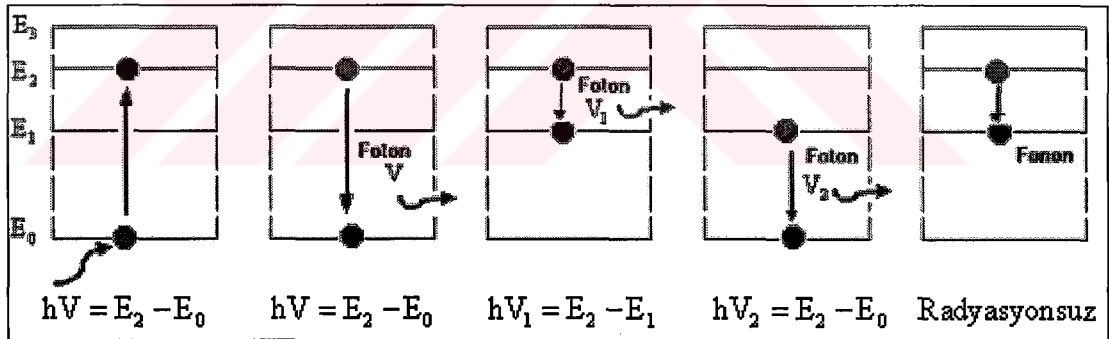 E₃
E₂
E₁
E₀
Foton
V
Foton
V₁
Foton
V₂
Fonon
hV = E₂ − E₀
hV = E₂ − E₀
hV₁ = E₂ − E₁
hV₂ = E₂ − E₀
Radyasyonsuz